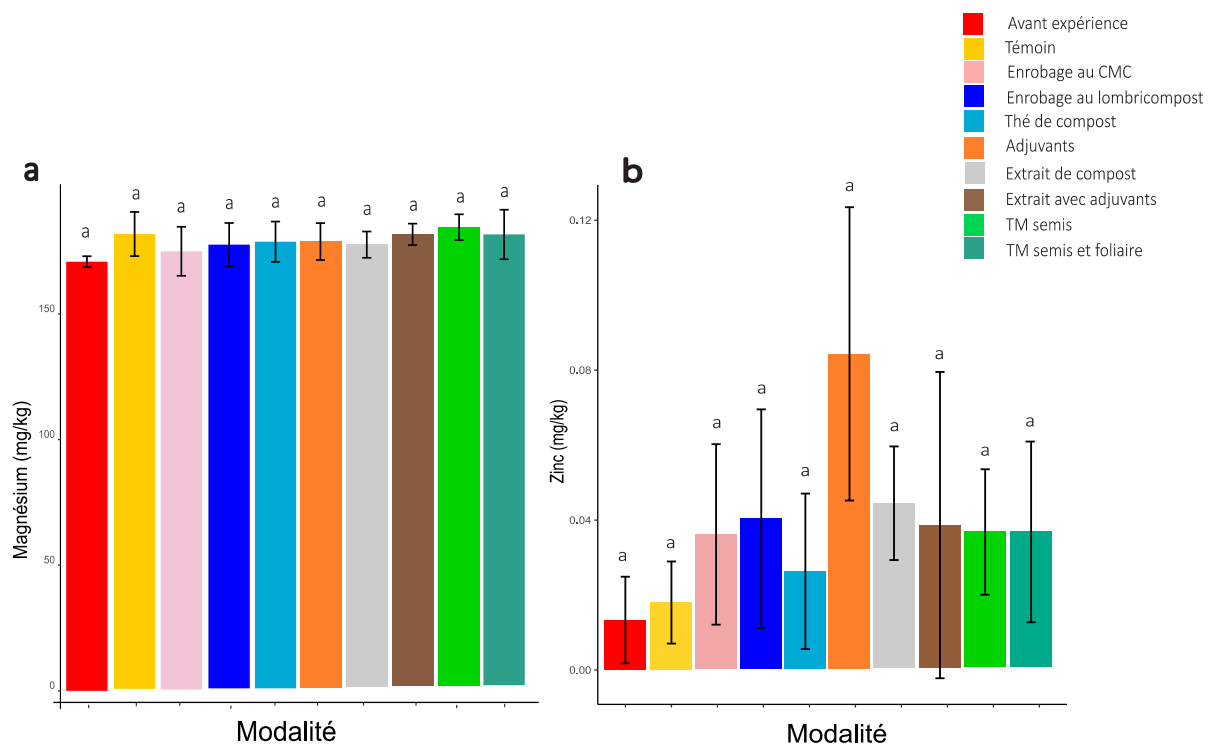 Avant expérience
Témoin
Enrobage au CMC
Enrobage au lombricompost
Thé de compost
Adjuvants
Extrait de compost
Extrait avec adjuvants
TM semis
TM semis et foliaire
a
a a a a a a a a a a
150
100
50
0
Magnésium (mg/kg)
Modalité
b
a a a a a a a a a a
0.12
0.08
0.04
0.00
Zinc (mg/kg)
Modalité